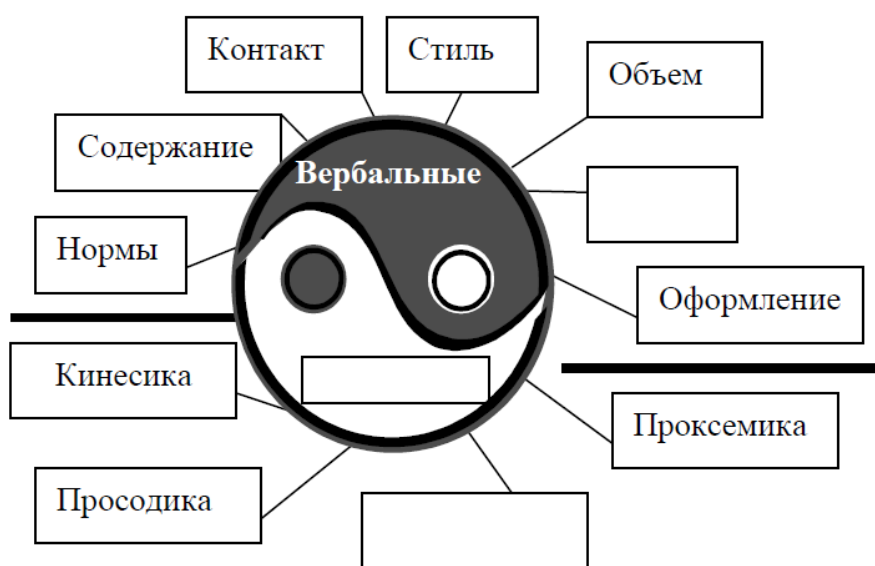 Контакт
Стиль
Объем
Содержание
Вербальные
Нормы
Оформление
Кинесика
Проксемика
Просодика